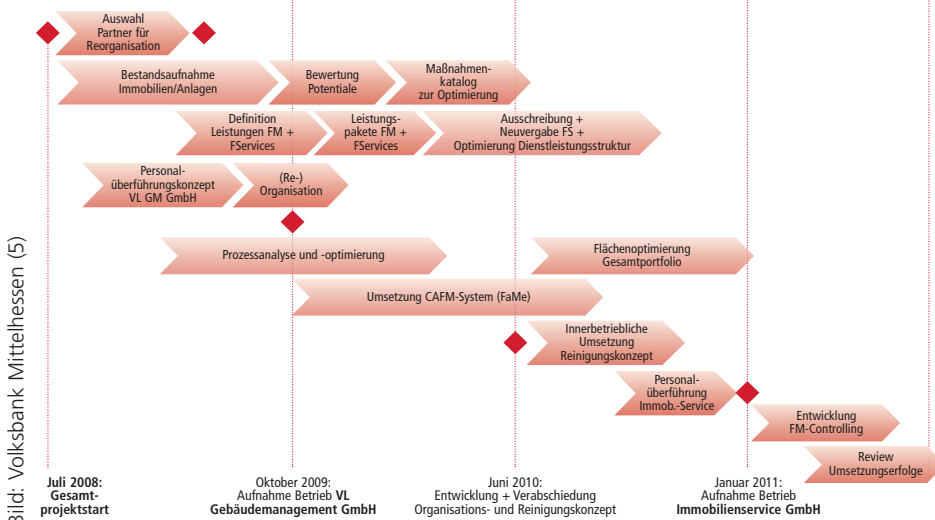 Auswahl
Partner für
Reorganisation
Bestandsaufnahme
Immobilien/Anlagen
Bewertung
Potentiale
Maßnahmen-
katalog
zur Optimierung
Definition
Leistungen FM +
FServices
Leistungs-
pakete FM +
FServices
Ausschreibung +
Neuvergabe FS +
Optimierung Dienstleistungsstruktur
Personal-
überführungskonzept
VL GM GmbH
(Re-)
Organisation
Prozessanalyse und -optimierung
Flächenoptimierung
Gesamtportfolio
Umsetzung CAFM-System (FaMe)
Innerbetriebliche
Umsetzung
Reinigungskonzept
Personal-
überführung
Immob.-Service
Entwicklung
FM-Controlling
Review
Umsetzungserfolge
Juli 2008:
Gesamt-
projektstart
Oktober 2009:
Aufnahme Betrieb VL
Gebäudemanagement GmbH
Juni 2010:
Entwicklung + Verabschiedung
Organisations- und Reinigungskonzept
Januar 2011:
Aufnahme Betrieb
Immobilienservice GmbH
Bild: Volksbank Mittelhessen (5)